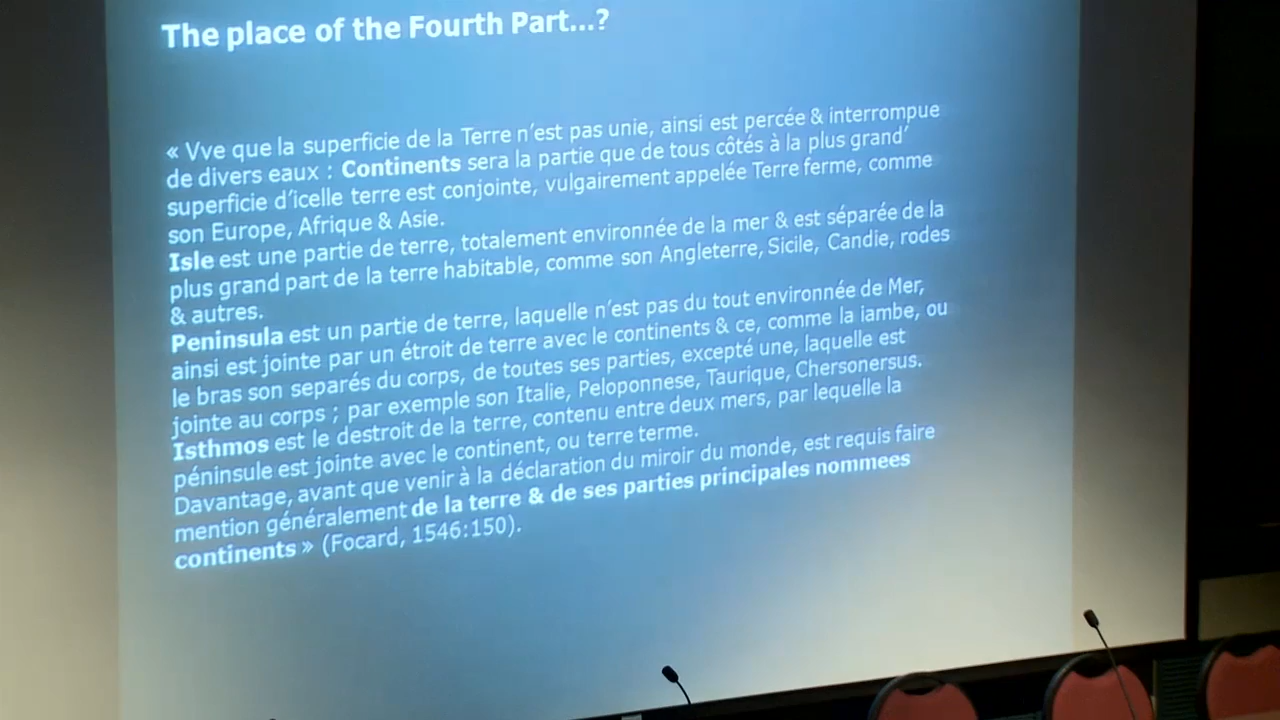 The place of the Fourth Part...?
« Vve que la superficie de la Terre n'est pas unie, ainsi est percée & interrompue
de divers eaux : Continents sera la partie que de tous côtés à la plus grand'
superficie d'icelle terre est conjointe, vulgairement appelée Terre ferme, comme
son Europe, Afrique & Asie.
Isle est une partie de terre, totalement environnée de la mer & est séparée de la
plus grand part de la terre habitable, comme son Angleterre, Sicile, Candie, rodes
& autres.
Peninsula est un partie de terre, laquelle n'est pas du tout environnée de Mer,
ainsi est jointe par un étroit de terre avec le continents & ce, comme la iambe, ou
le bras son separés du corps, de toutes ses parties, excepté une, laquelle est
jointe au corps ; par exemple son Italie, Peloponnese, Taurique, Chersonersus.
Isthmos est le destroit de la terre, contenu entre deux mers, par lequelle la
péninsule est jointe avec le continent, ou terre terme.
Davantage, avant que venir à la déclaration du miroir du monde, est requis faire
mention généralement de la terre & de ses parties principales nommees
continents » (Focard, 1546:150).